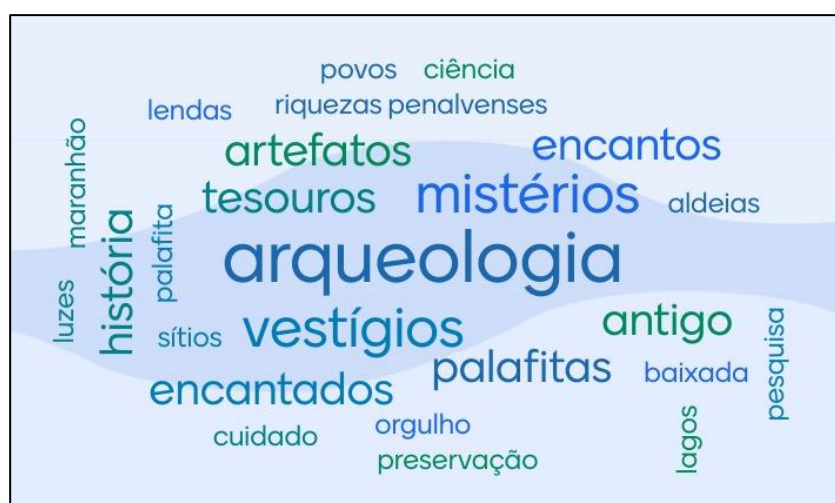 povos ciência
lendas riquezas penalvenses
maranhão
artefatos encantos
tesouros mistérios aldeias
história palafita
arqueologia
luzes
sítios vestígios antigo
palafitas baixada pesquisa
encantados
cuidado orgulho lagos
preservação